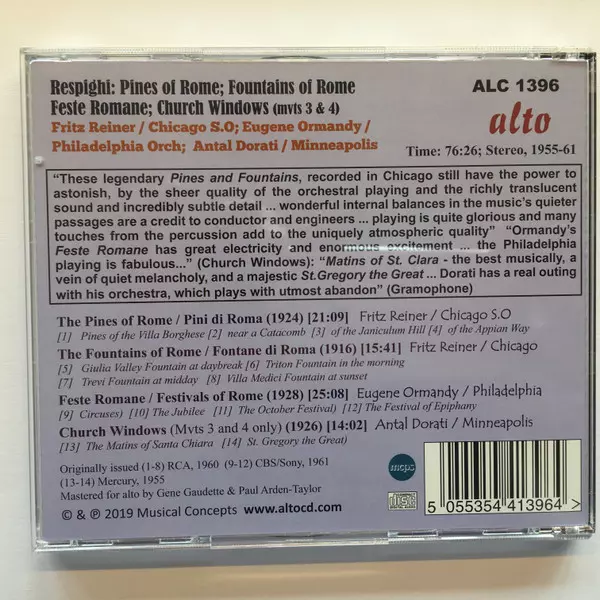 Respighi: Pines of Rome; Fountains of Rome
Feste Romane; Church Windows (mvts 3 & 4)
Fritz Reiner / Chicago S.O; Eugene Ormandy /
Philadelphia Orch; Antal Dorati / Minneapolis
ALC 1396
alto
Time: 76:26; Stereo, 1955-61
"These legendary Pines and Fountains, recorded in Chicago still have the power to
astonish, by the sheer quality of the orchestral playing and the richly translucent
sound and incredibly subtle detail ... wonderful internal balances in the music's quieter
passages are a credit to conductor and engineers ... playing is quite glorious and many
touches from the percussion add to the uniquely atmospheric quality" "Ormandy's
Feste Romane has great electricity and enormous excitement ... the Philadelphia
playing is fabulous..." (Church Windows): "Matins of St. Clara - the best musically, a
vein of quiet melancholy, and a majestic St.Gregory the Great ... Dorati has a real outing
with his orchestra, which plays with utmost abandon" (Gramophone)
The Pines of Rome / Pini di Roma (1924) [21:09] Fritz Reiner / Chicago S.O
[1] Pines of the Villa Borghese [2] near a Catacomb [3] of the Janiculum Hill [4] of the Appian Way
The Fountains of Rome / Fontane di Roma (1916) [15:41] Fritz Reiner / Chicago
[5] Giulia Valley Fountain at daybreak [6] Triton Fountain in the morning
[7] Trevi Fountain at midday [8] Villa Medici Fountain at sunset
Feste Romane / Festivals of Rome (1928) [25:08] Eugene Ormandy / Philadelphia
[9] Circuses) [10] The Jubilee [11] The October Festival) [12] The Festival of Epiphany
Church Windows (Mvts 3 and 4 only) (1926) [14:02] Antal Dorati / Minneapolis
[13] The Matins of Santa Chiara [14] St. Gregory the Great)
Originally issued (1-8) RCA, 1960 (9-12) CBS/Sony, 1961
(13-14) Mercury, 1955
Mastered for alto by Gene Gaudette & Paul Arden-Taylor
© & ℗ 2019 Musical Concepts www.altocd.com
mcps
5 055354 413964 >